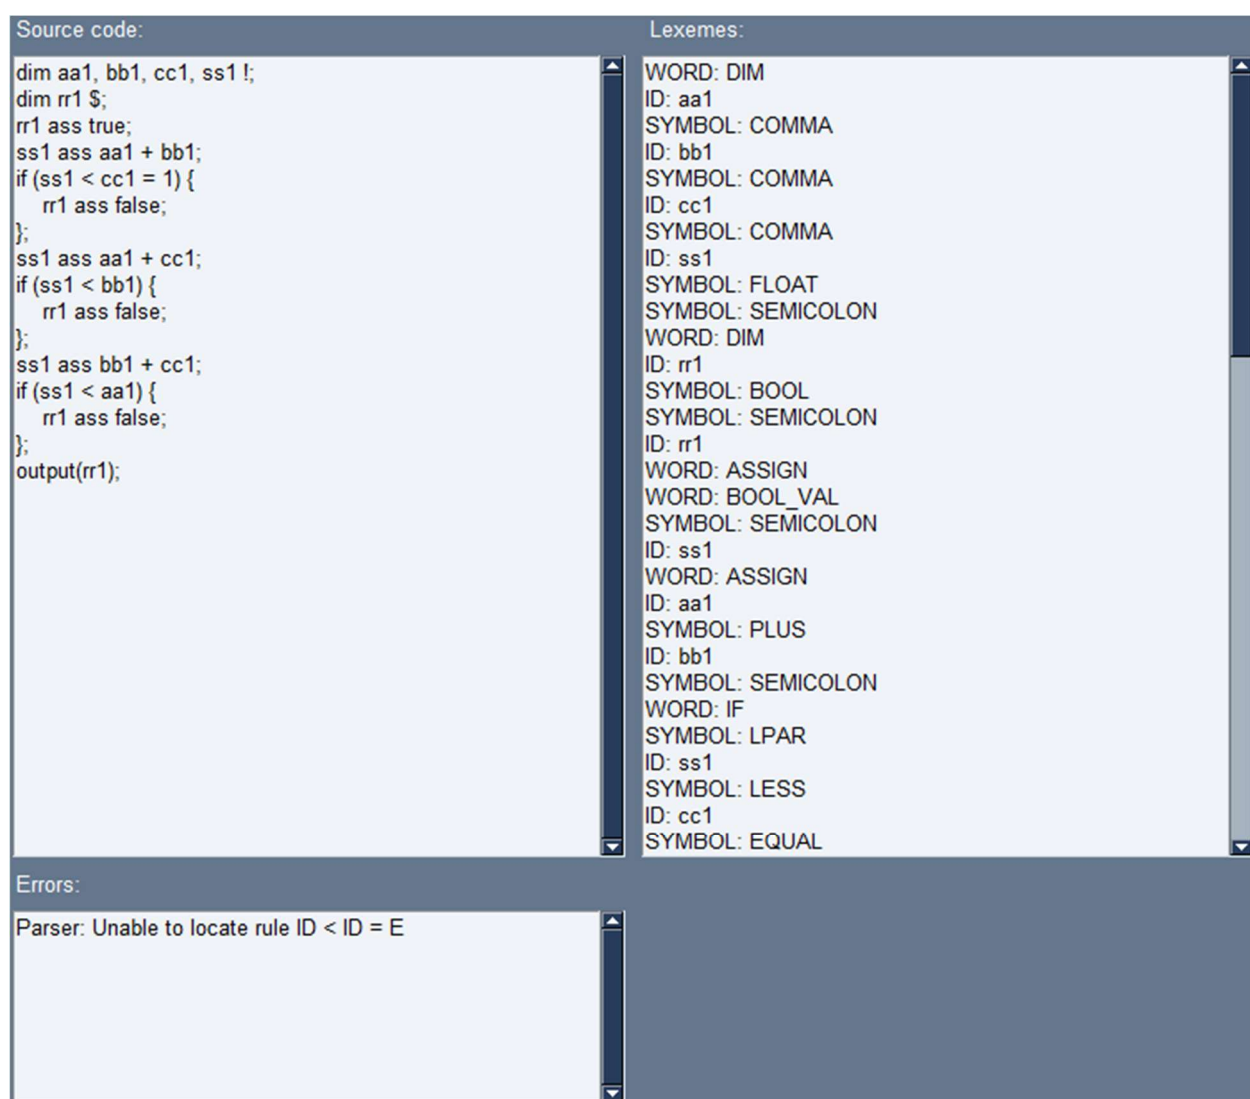 Source code:
dim aa1, bb1, cc1, ss1 !;
dim rr1 $;
rr1 ass true;
ss1 ass aa1 + bb1;
if (ss1 < cc1 = 1) {
rr1 ass false;
};
ss1 ass aa1 + cc1;
if (ss1 < bb1) {
rr1 ass false;
};
ss1 ass bb1 + cc1;
if (ss1 < aa1) {
rr1 ass false;
};
output(rr1);
Lexemes:
WORD: DIM
ID: aa1
SYMBOL: COMMA
ID: bb1
SYMBOL: COMMA
ID: cc1
SYMBOL: COMMA
ID: ss1
SYMBOL: FLOAT
SYMBOL: SEMICOLON
WORD: DIM
ID: rr1
SYMBOL: BOOL
SYMBOL: SEMICOLON
ID: rr1
WORD: ASSIGN
WORD: BOOL_VAL
SYMBOL: SEMICOLON
ID: ss1
WORD: ASSIGN
ID: aa1
SYMBOL: PLUS
ID: bb1
SYMBOL: SEMICOLON
WORD: IF
SYMBOL: LPAR
ID: ss1
SYMBOL: LESS
ID: cc1
SYMBOL: EQUAL
Errors:
Parser: Unable to locate rule ID < ID = E